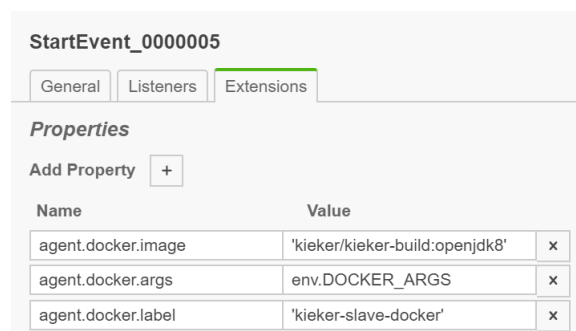 StartEvent_0000005
General Listeners Extensions
Properties
Add Property +
Name Value
agent.docker.image 'kieker/kieker-build:openjdk8' x
agent.docker.args env.DOCKER_ARGS x
agent.docker.label 'kieker-slave-docker' x